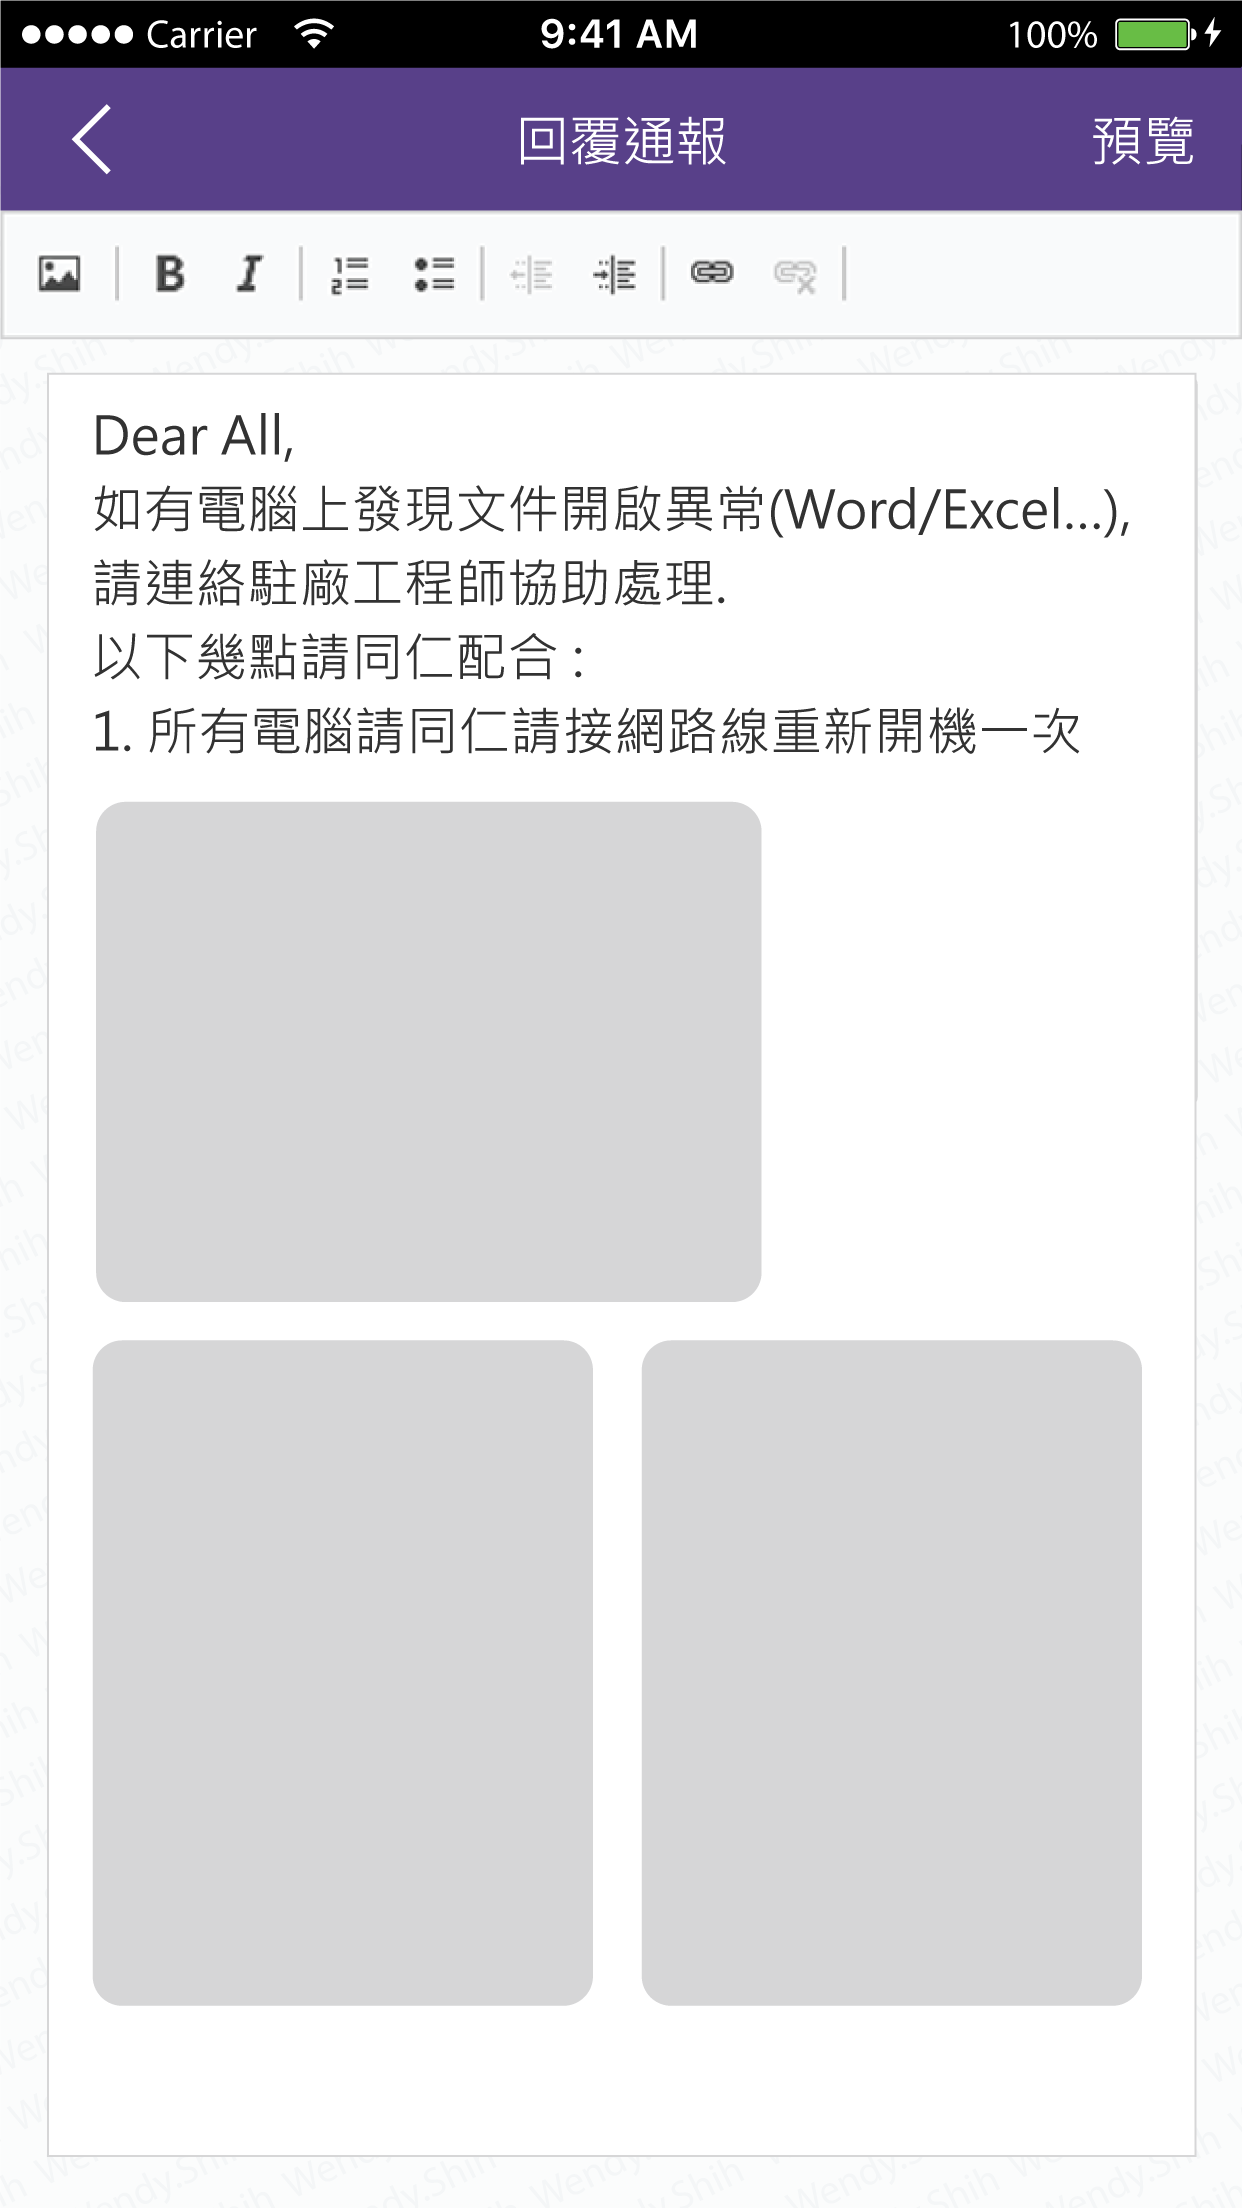 Carrier 9:41 AM 100%
回覆通報 預覽
Dear All,
如有電腦上發現文件開啟異常(Word/Excel...),
請連絡駐廠工程師協助處理.
以下幾點請同仁配合 :
1. 所有電腦請同仁請接網路線重新開機一次
Wendy.Shih